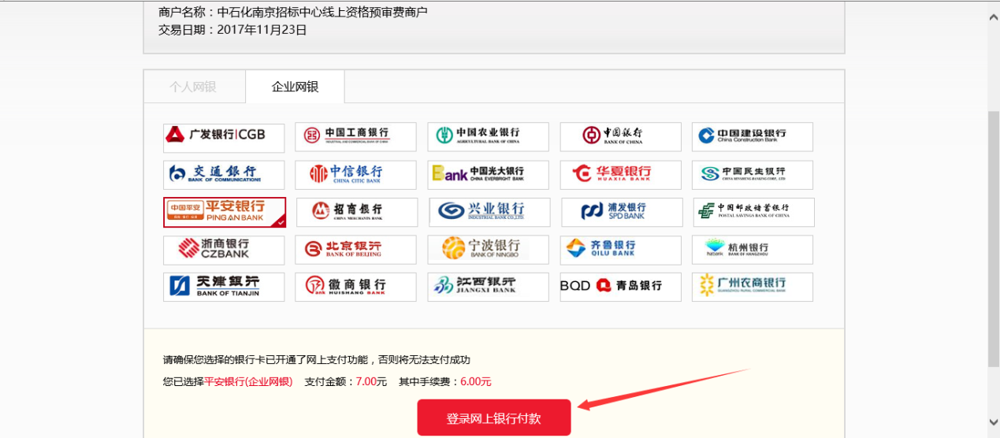 商户名称：中石化南京招标中心线上资格预审费商户
交易日期：2017年11月23日
个人网银 企业网银
广发银行|CGB 中国工商银行 中国农业银行 AGRICULTURAL BANK OF CHINA 中国银行 BANK OF CHINA 中国建设银行 China Construction Bank
交通银行 BANK OF COMMUNICATIONS 中信银行 CHINA CITIC BANK Bank 中国光大银行 CHINA EVERBRIGHT BANK 华夏银行 HUAXIA BANK 中国民生银行 CHINA MINSHENG BANKING CORP., LTD
中国平安 平安银行 PING AN BANK 招商银行 CHINA MERCHANTS BANK 兴业银行 INDUSTRIAL BANK CO.,LTD 浦发银行 SPD BANK 中国邮政储蓄银行 POSTAL SAVINGS BANK OF CHINA
浙商银行 CZBANK 北京银行 BANK OF BEIJING 宁波银行 BANK OF NINGBO 齐鲁银行 QILU BANK 杭州银行 BANK OF HANGZHOU
天津银行 BANK OF TIANJIN 徽商银行 HUISHANG BANK 江西银行 JIANGXI BANK BQD 青岛银行 广州农商银行 GUANGZHOU RURAL COMMERCIAL BANK
请确保您选择的银行卡已开通了网上支付功能，否则将无法支付成功
您已选择平安银行(企业网银) 支付金额：7.00元 其中手续费：6.00元
登录网上银行付款